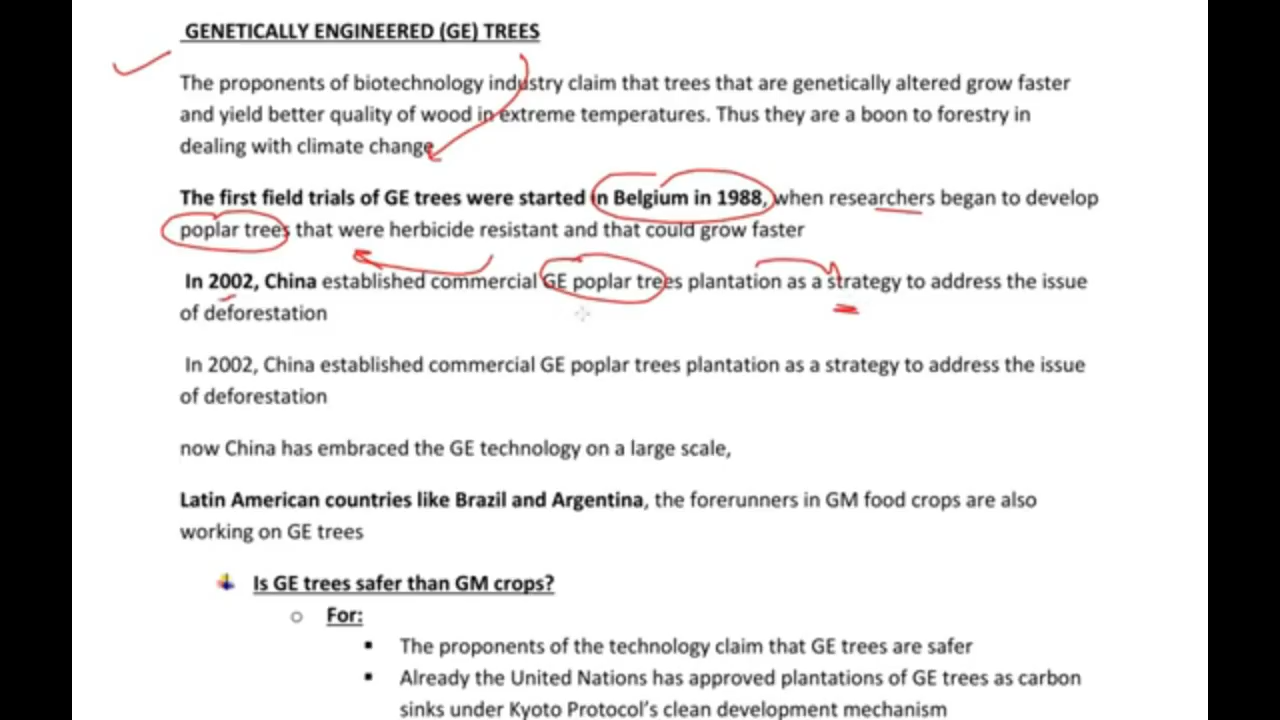 GENETICALLY ENGINEERED (GE) TREES
The proponents of biotechnology industry claim that trees that are genetically altered grow faster
and yield better quality of wood in extreme temperatures. Thus they are a boon to forestry in
dealing with climate change
The first field trials of GE trees were started in Belgium in 1988, when researchers began to develop
poplar trees that were herbicide resistant and that could grow faster
In 2002, China established commercial GE poplar trees plantation as a strategy to address the issue
of deforestation
In 2002, China established commercial GE poplar trees plantation as a strategy to address the issue
of deforestation
now China has embraced the GE technology on a large scale,
Latin American countries like Brazil and Argentina, the forerunners in GM food crops are also
working on GE trees
Is GE trees safer than GM crops?
For:
The proponents of the technology claim that GE trees are safer
Already the United Nations has approved plantations of GE trees as carbon
sinks under Kyoto Protocol's clean development mechanism